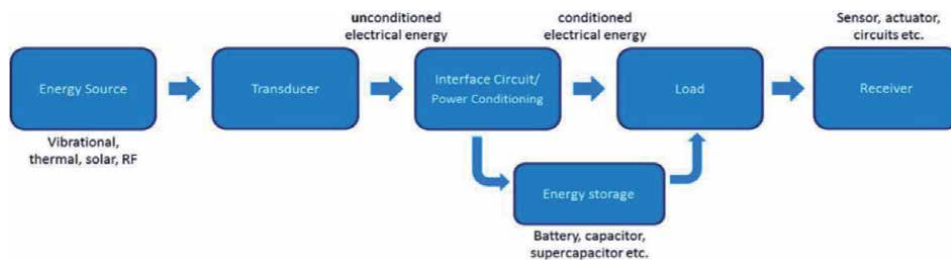 unconditioned
electrical energy
conditioned
electrical energy
Sensor, actuator,
circuits etc.
Energy Source
Transducer
Interface Circuit/
Power Conditioning
Load
Receiver
Vibrational,
thermal, solar, RF
Energy storage
Battery, capacitor,
supercapacitor etc.